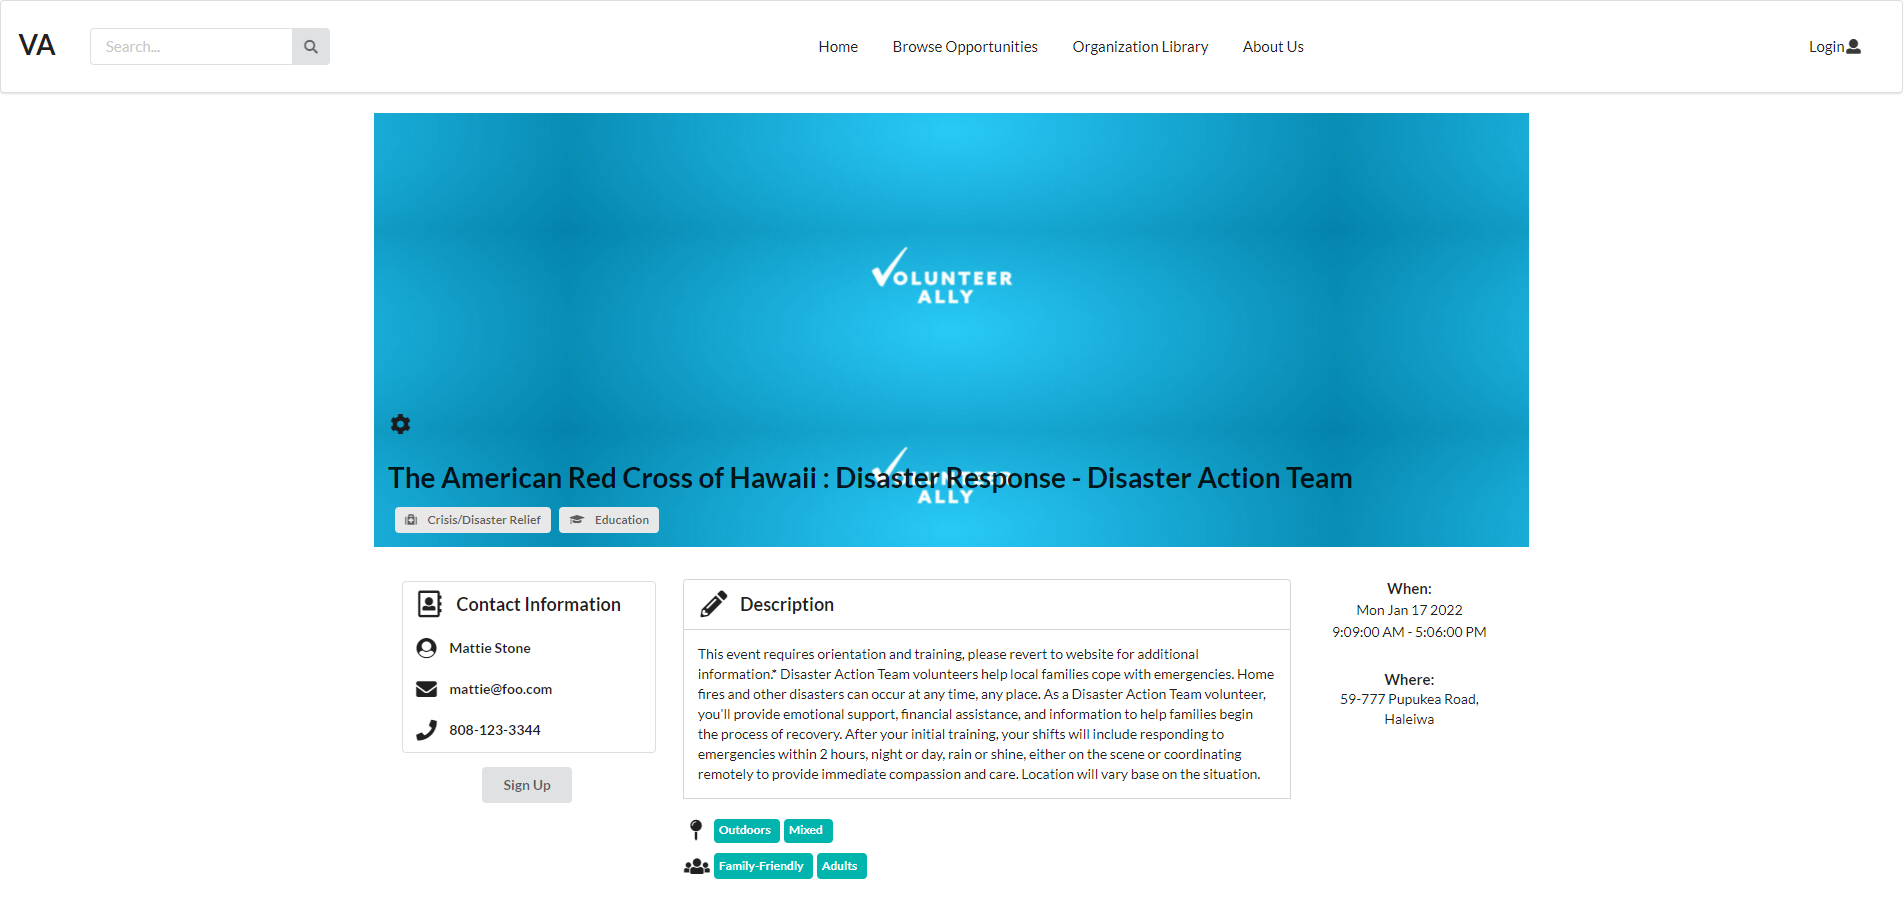 VA
Search...
Home
Browse Opportunities
Organization Library
About Us
Login
VOLUNTEER
ALLY
VOLUNTEER
ALLY
The American Red Cross of Hawaii : Disaster Response - Disaster Action Team
Crisis/Disaster Relief
Education
Contact Information
Mattie Stone
mattie@foo.com
808-123-3344
Sign Up
Description
This event requires orientation and training, please revert to website for additional
information.* Disaster Action Team volunteers help local families cope with emergencies. Home
fires and other disasters can occur at any time, any place. As a Disaster Action Team volunteer,
you'll provide emotional support, financial assistance, and information to help families begin
the process of recovery. After your initial training, your shifts will include responding to
emergencies within 2 hours, night or day, rain or shine, either on the scene or coordinating
remotely to provide immediate compassion and care. Location will vary base on the situation.
Outdoors
Mixed
Family-Friendly
Adults
When:
Mon Jan 17 2022
9:09:00 AM - 5:06:00 PM
Where:
59-777 Pupukea Road,
Haleiwa